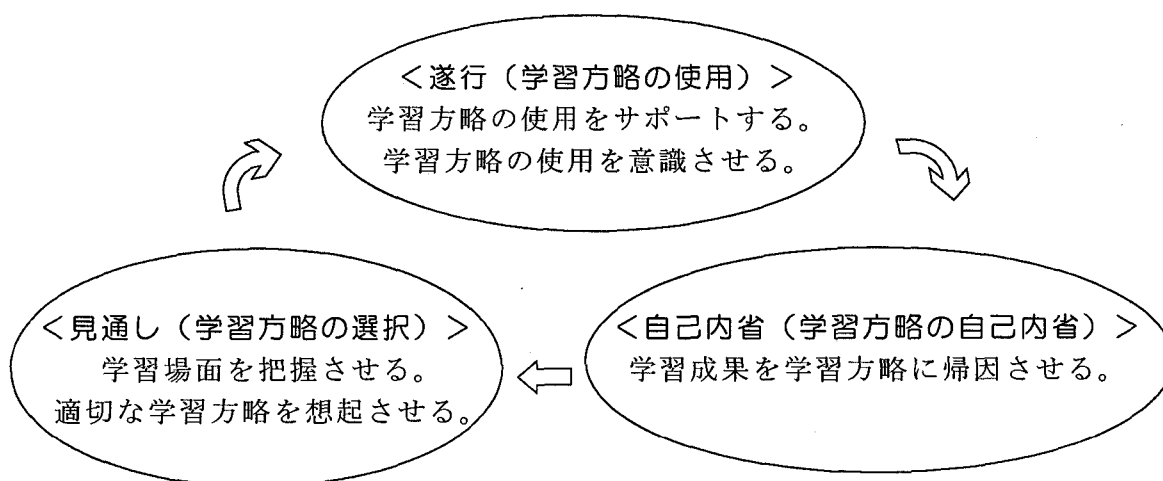 ＜遂行（学習方略の使用）＞
学習方略の使用をサポートする。
学習方略の使用を意識させる。
＜見通し（学習方略の選択）＞
学習場面を把握させる。
適切な学習方略を想起させる。
＜自己内省（学習方略の自己内省）＞
学習成果を学習方略に帰因させる。